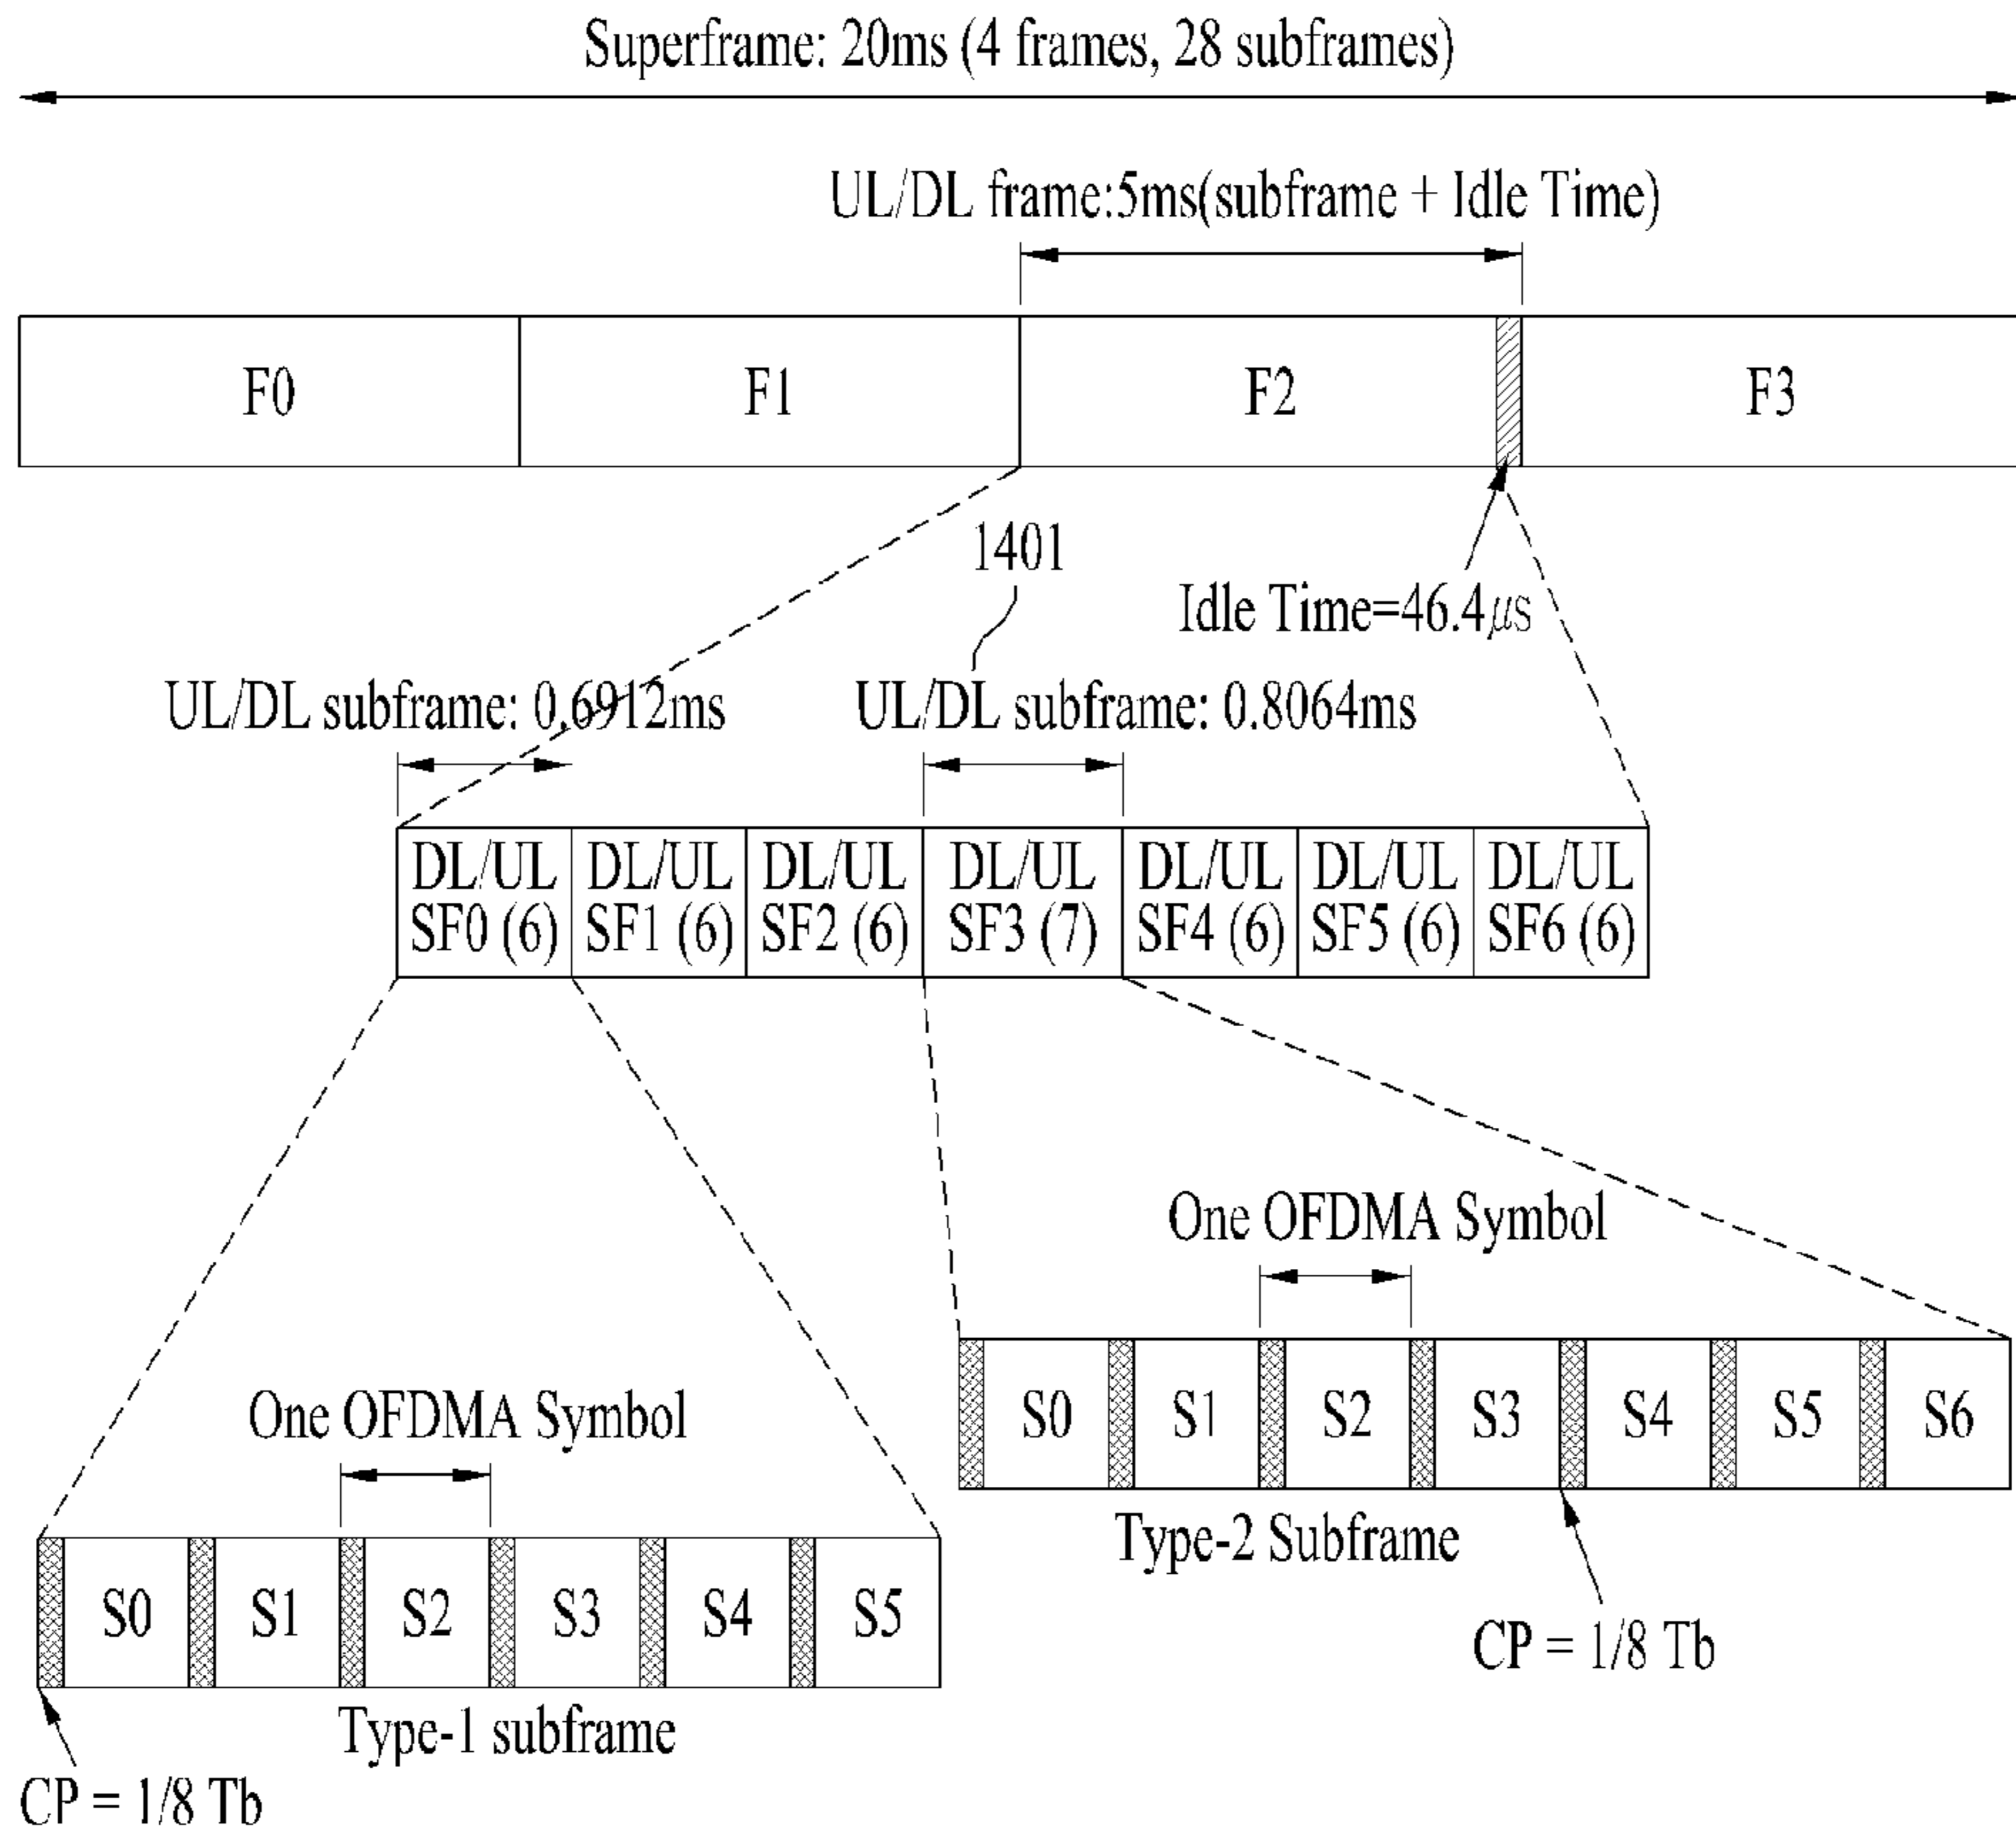 Superframe: 20ms (4 frames, 28 subframes)
UL/DL frame:5ms(subframe + Idle Time)
F0 F1 F2 F3
1401
Idle Time=46.4μs
UL/DL subframe: 0.6912ms UL/DL subframe: 0.8064ms
DL/UL DL/UL DL/UL DL/UL DL/UL DL/UL DL/UL
SF0 (6) SF1 (6) SF2 (6) SF3 (7) SF4 (6) SF5 (6) SF6 (6)
One OFDMA Symbol
S0 S1 S2 S3 S4 S5 S6
Type-2 Subframe
CP = 1/8 Tb
One OFDMA Symbol
S0 S1 S2 S3 S4 S5
Type-1 subframe
CP = 1/8 Tb